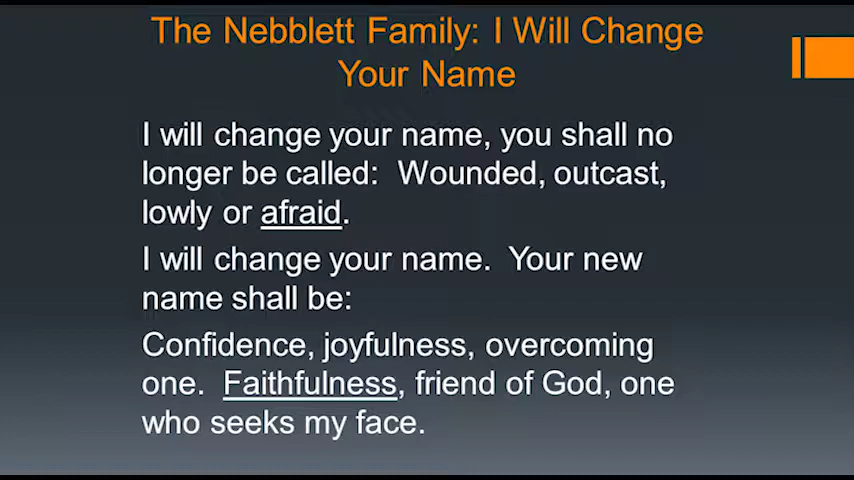 The Nebblett Family: I Will Change
Your Name
I will change your name, you shall no
longer be called:  Wounded, outcast,
lowly or afraid.
I will change your name.  Your new
name shall be:
Confidence, joyfulness, overcoming
one.  Faithfulness, friend of God, one
who seeks my face.